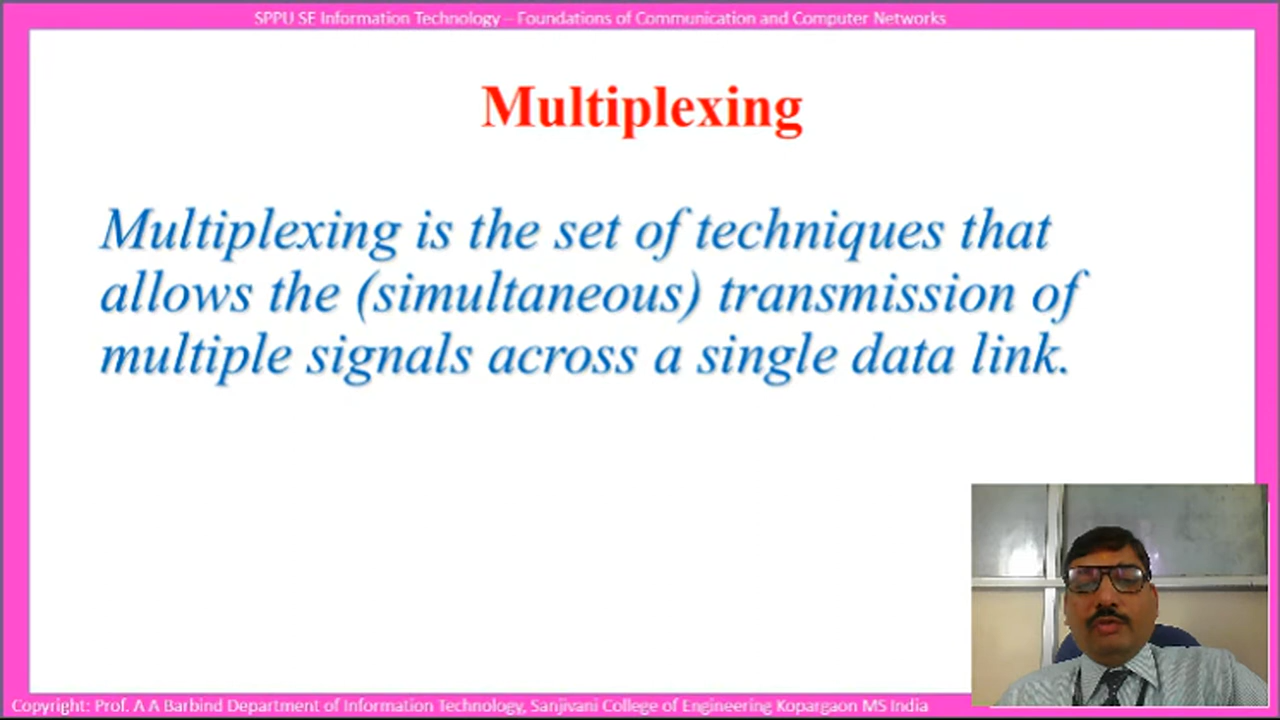 SPPU SE Information Technology – Foundations of Communication and Computer Networks
Multiplexing
Multiplexing is the set of techniques that
allows the (simultaneous) transmission of
multiple signals across a single data link.
Copyright: Prof. A A Barbind Department of Information Technology, Sanjivani College of Engineering Kopargaon MS India